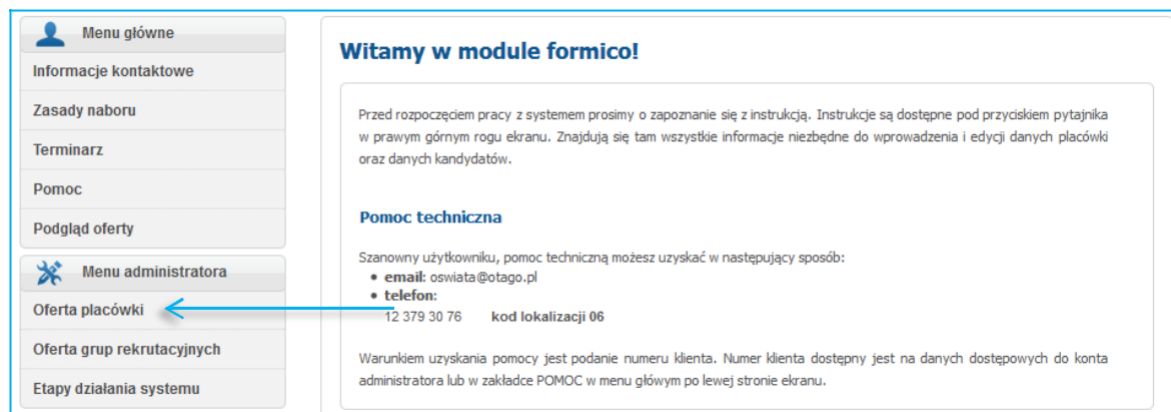 Menu główne
Informacje kontaktowe
Zasady naboru
Terminarz
Pomoc
Podgląd oferty
Menu administratora
Oferta placówki
Oferta grup rekrutacyjnych
Etapy działania systemu
Witamy w module formico!
Przed rozpoczęciem pracy z systemem prosimy o zapoznanie się z instrukcją. Instrukcje są dostępne pod przyciskiem pytajnika
w prawym górnym rogu ekranu. Znajdują się tam wszystkie informacje niezbędne do wprowadzenia i edycji danych placówki
oraz danych kandydatów.
Pomoc techniczna
Szanowny użytkowniku, pomoc techniczną możesz uzyskać w następujący sposób:
• email: oswiata@otago.pl
• telefon:
12 379 30 76 kod lokalizacji 06
Warunkiem uzyskania pomocy jest podanie numeru klienta. Numer klienta dostępny jest na danych dostępowych do konta
administratora lub w zakładce POMOC w menu głównym po lewej stronie ekranu.